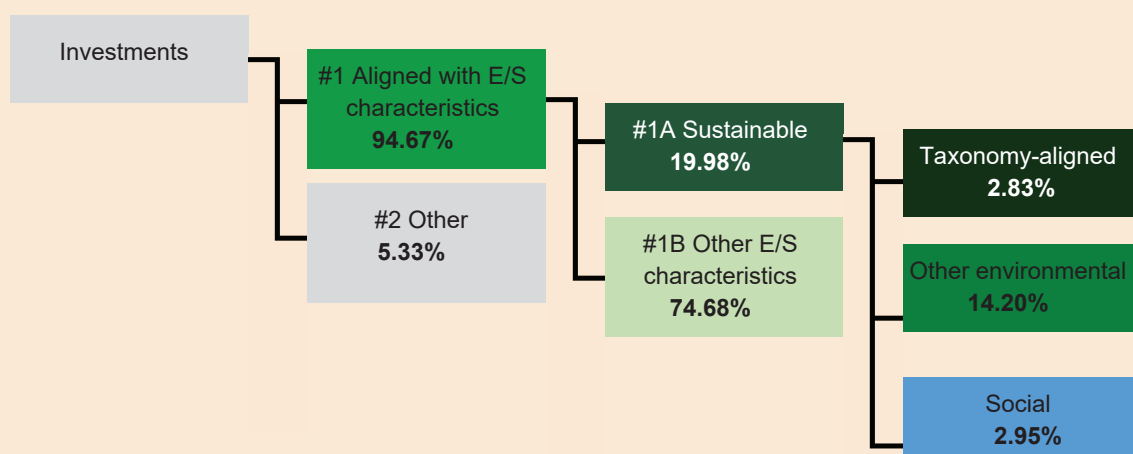 Investments
#1 Aligned with E/S
characteristics
94.67%
#2 Other
5.33%
#1A Sustainable
19.98%
#1B Other E/S
characteristics
74.68%
Taxonomy-aligned
2.83%
Other environmental
14.20%
Social
2.95%